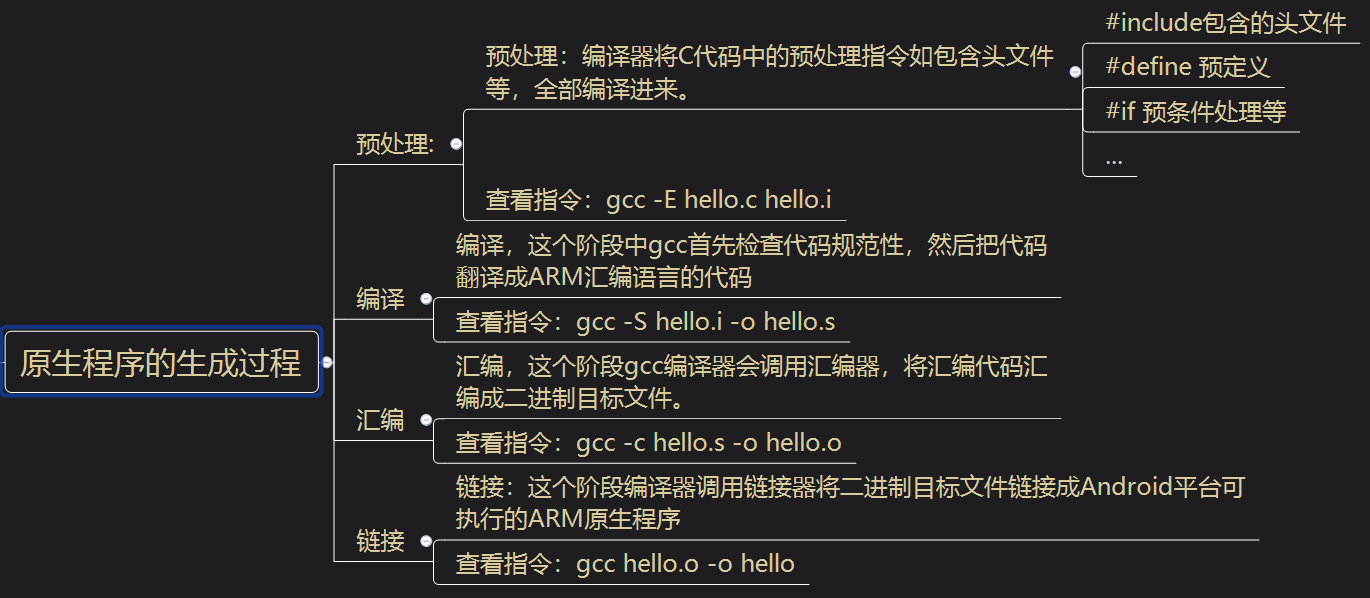 原生程序的生成过程
预处理:
预处理：编译器将C代码中的预处理指令如包含头文件
等，全部编译进来。
#include包含的头文件
#define 预定义
#if 预条件处理等
...
查看指令：gcc -E hello.c hello.i
编译
编译，这个阶段中gcc首先检查代码规范性，然后把代码
翻译成ARM汇编语言的代码
查看指令：gcc -S hello.i -o hello.s
汇编
汇编，这个阶段gcc编译器会调用汇编器，将汇编代码汇
编成二进制目标文件。
查看指令：gcc -c hello.s -o hello.o
链接
链接：这个阶段编译器调用链接器将二进制目标文件链接成Android平台可
执行的ARM原生程序
查看指令：gcc hello.o -o hello